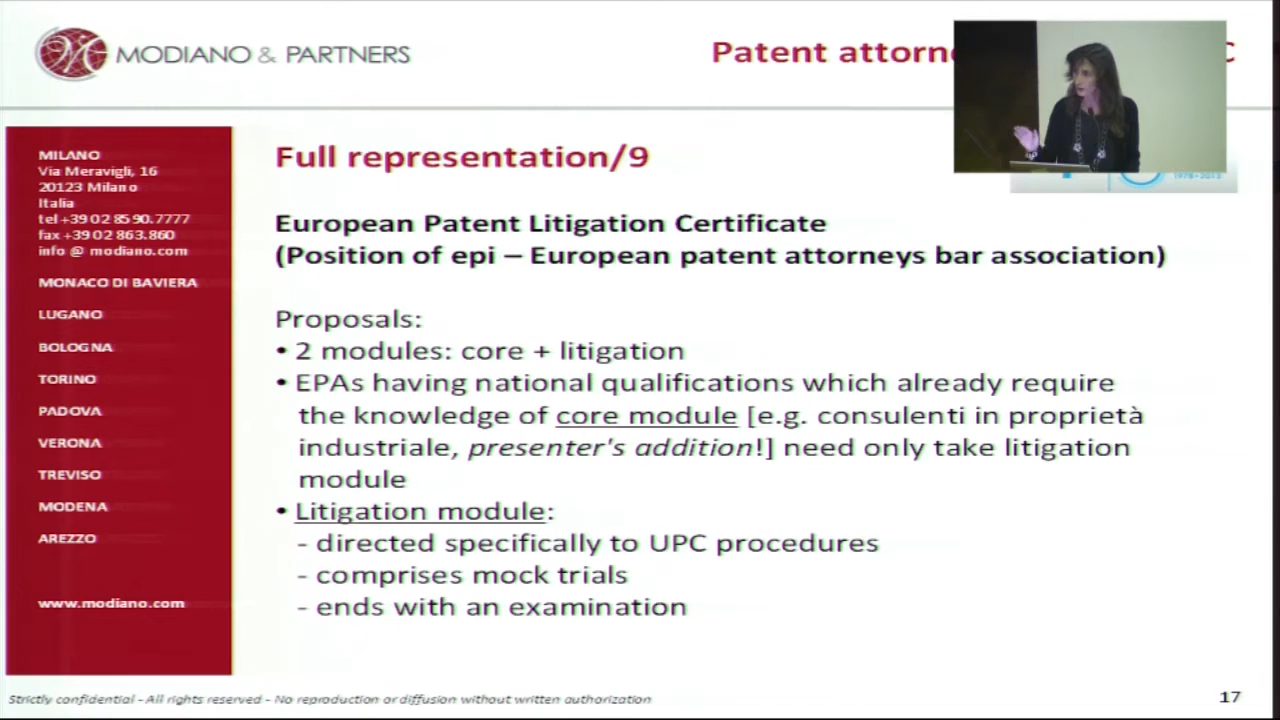 MODIANO & PARTNERS
Patent attorne
C
MILANO
Via Meravigli, 16
20123 Milano
Italia
tel +39 02 8590.7777
fax +39 02 863.860
info @ modiano.com
MONACO DI BAVIERA
LUGANO
BOLOGNA
TORINO
PADOVA
VERONA
TREVISO
MODENA
AREZZO
www.modiano.com
Full representation/9
European Patent Litigation Certificate
(Position of epi – European patent attorneys bar association)
Proposals:
• 2 modules: core + litigation
• EPAs having national qualifications which already require
the knowledge of core module [e.g. consulenti in proprietà
industriale, presenter's addition!] need only take litigation
module
• Litigation module:
- directed specifically to UPC procedures
- comprises mock trials
- ends with an examination
Strictly confidential - All rights reserved - No reproduction or diffusion without written authorization
17